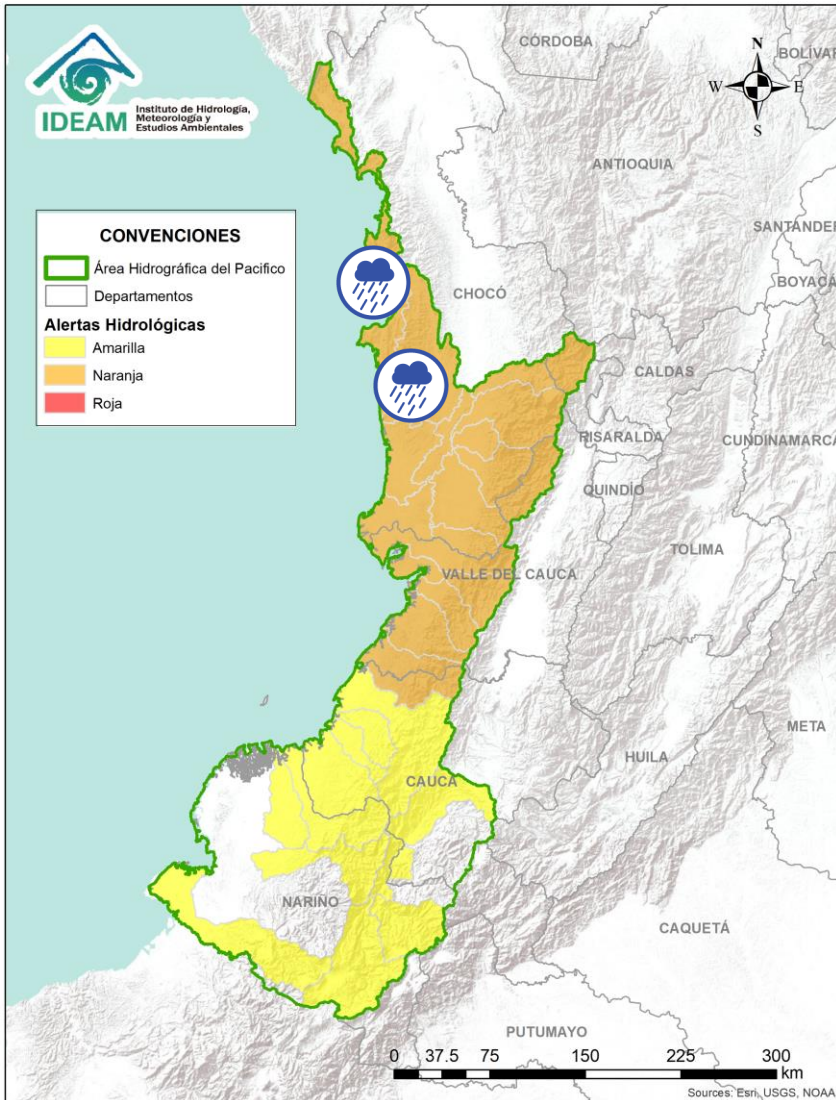 IDEAM
Instituto de Hidrología,
Meteorología y
Estudios Ambientales
CÓRDOBA
BOLÍVAR
N
W
E
S
ANTIOQUIA
SANTANDER
BOYACÁ
CONVENCIONES
Área Hidrográfica del Pacifico
Departamentos
Alertas Hidrológicas
Amarilla
Naranja
Roja
CHOCÓ
CALDAS
RISARALDA
CUNDINAMARCA
QUINDÍO
TOLIMA
VALLE DEL CAUCA
META
HUILA
CAUCA
NARIÑO
CAQUETÁ
PUTUMAYO
0 37.5 75 150 225 300
km
Sources: Esri, USGS, NOAA